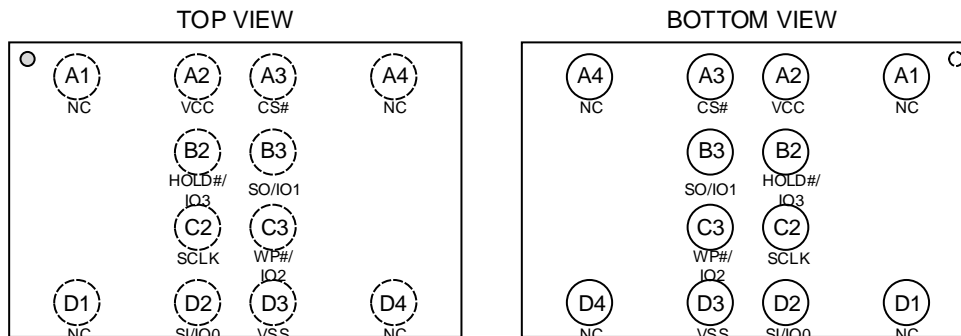 TOP VIEW
A1 A2 A3 A4
NC VCC CS# NC
B2 B3
HOLD#/ SO/IO1
IO3
C2 C3
SCLK WP#/
IO2
D1 D2 D3 D4
NC SI/IO0 VSS NC
BOTTOM VIEW
A4 A3 A2 A1
NC CS# VCC NC
B3 B2
SO/IO1 HOLD#/
IO3
C3 C2
WP#/ SCLK
IO2
D4 D3 D2 D1
NC VSS SI/IO0 NC